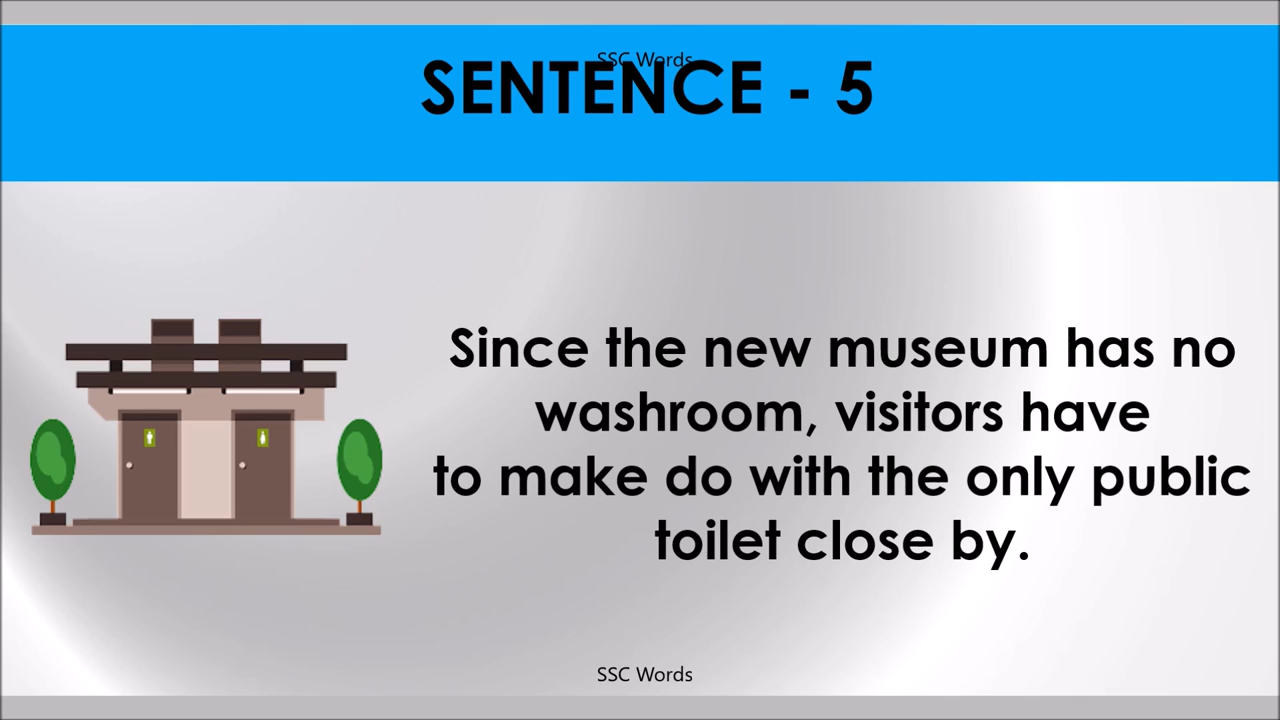 SSC Words
SENTENCE - 5
Since the new museum has no
washroom, visitors have
to make do with the only public
toilet close by.
SSC Words